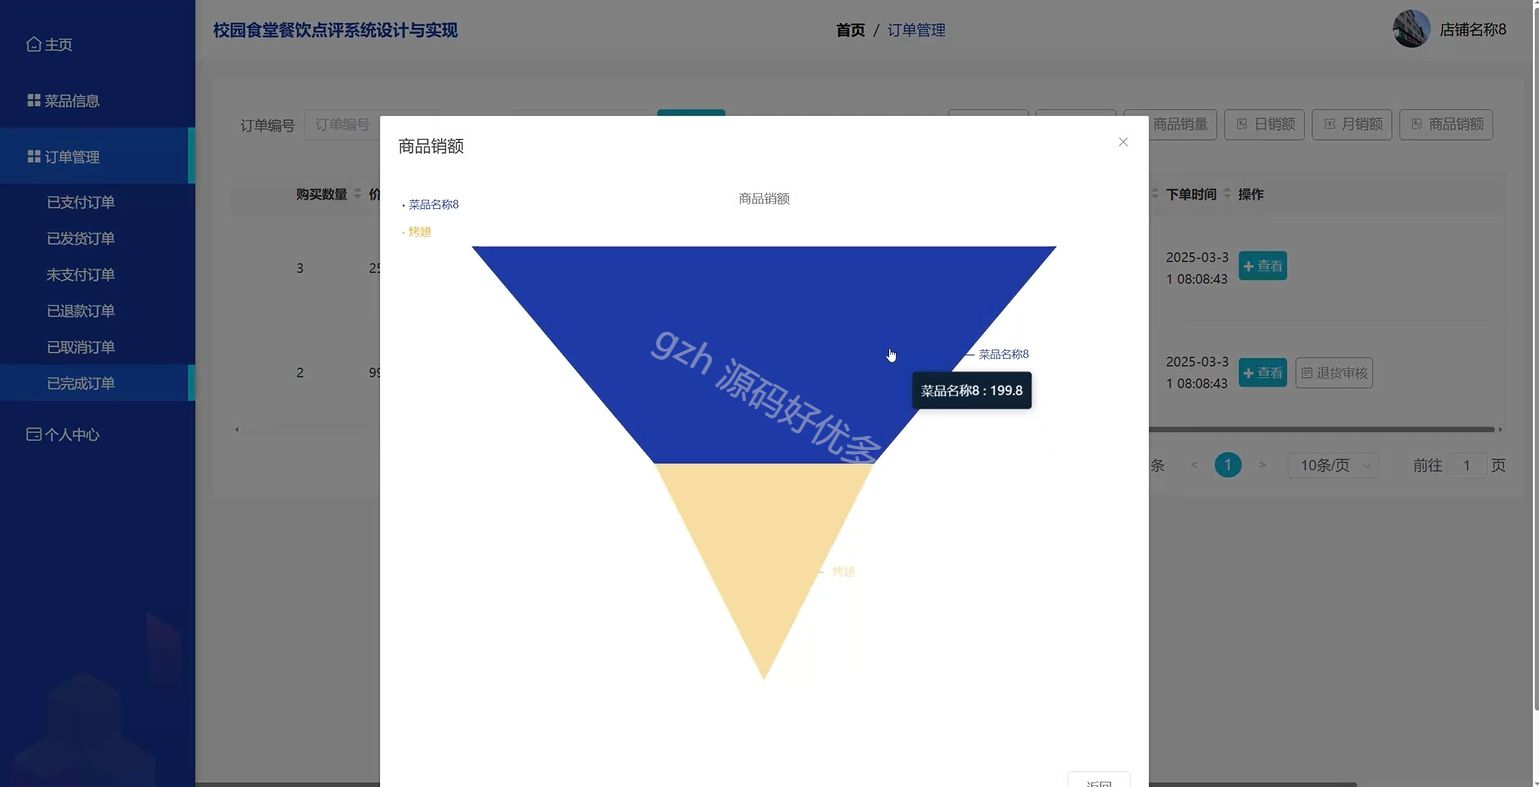 校园食堂餐饮点评系统设计与实现
首页 / 订单管理
店铺名称8
主页
菜品信息
订单管理
已支付订单
已发货订单
未支付订单
已退款订单
已取消订单
已完成订单
个人中心
订单编号
订单编号
商品销量
日销额
月销额
商品销额
购买数量
下单时间
操作
3
25
2025-03-3
1 08:08:43
查看
2
99
2025-03-3
1 08:08:43
查看
退货审核
条
<
1
>
10条/页
前往
1
页
商品销额
商品销额
菜品名称8
烤翅
菜品名称8
菜品名称8 : 199.8
烤翅
gzh 源码好优多
返回